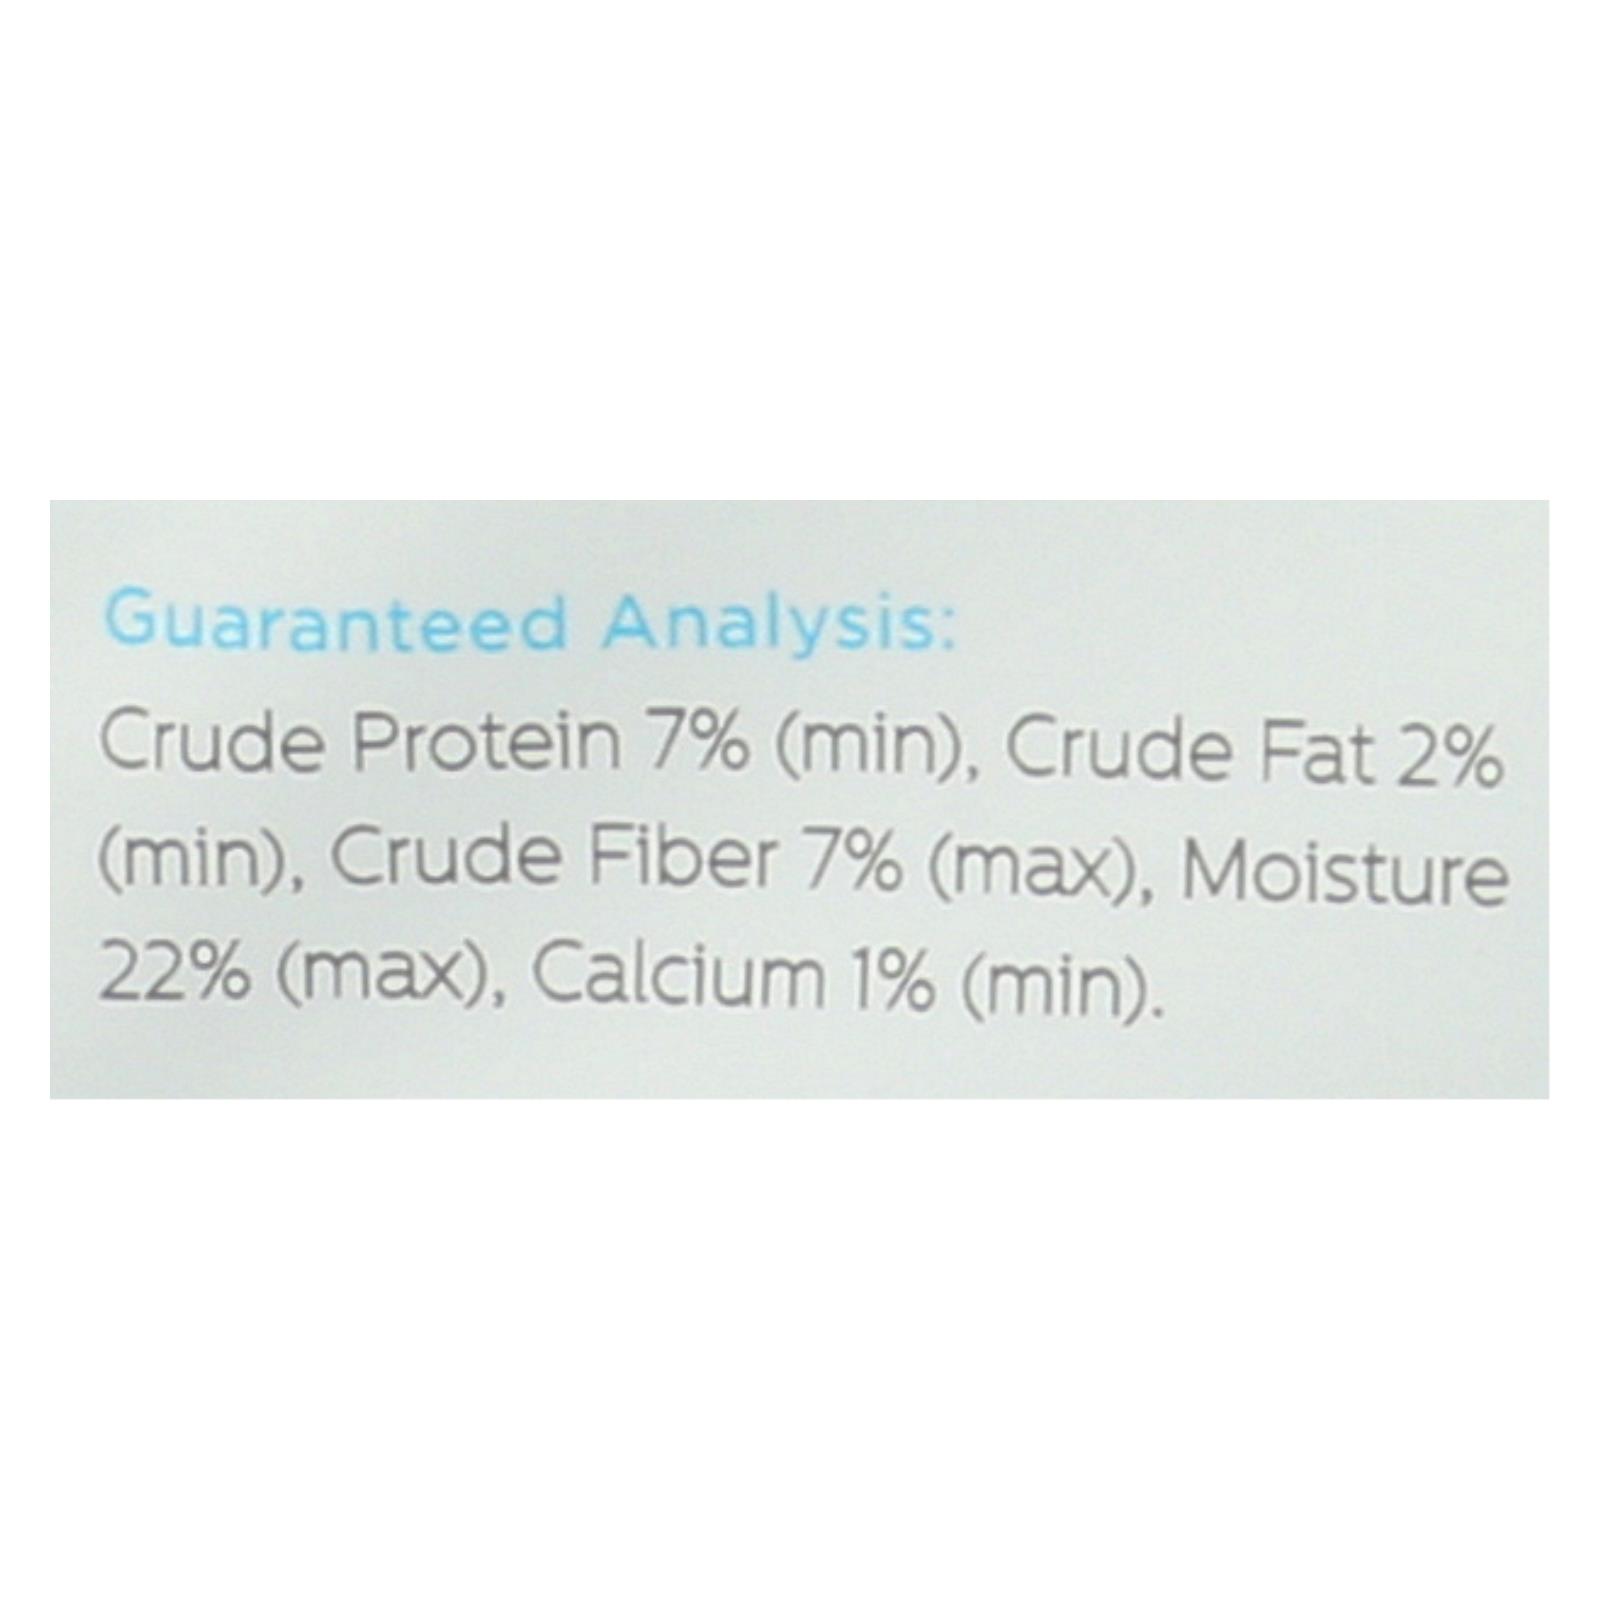 Guaranteed Analysis:
Crude Protein 7% (min), Crude Fat 2%
(min), Crude Fiber 7% (max), Moisture
22% (max), Calcium 1% (min).